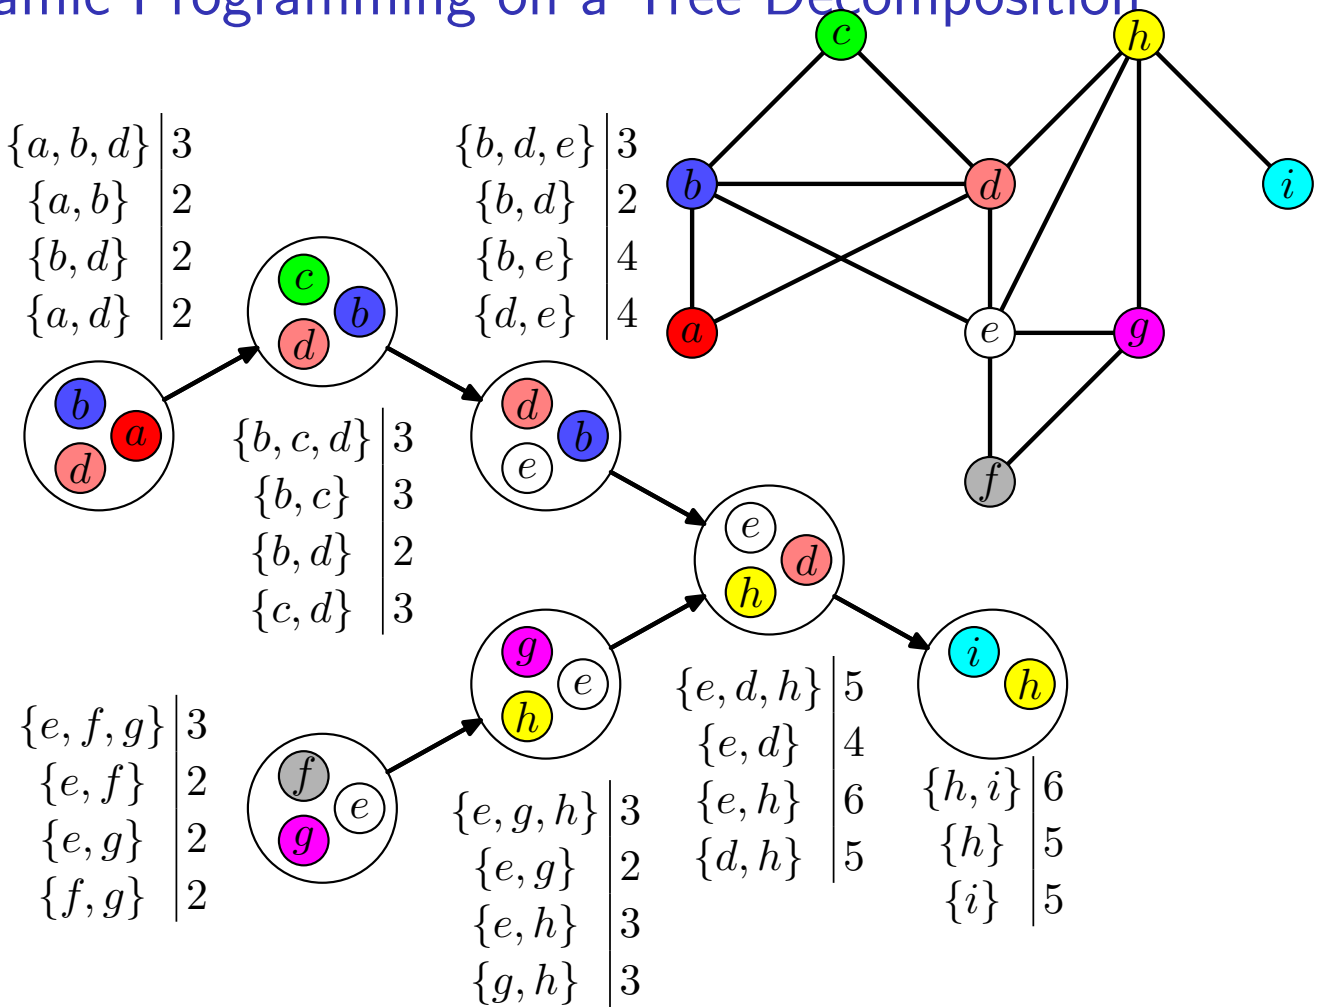 amic Programming on a Tree Decomposition
{a, b, d} 3
{a, b} 2
{b, d} 2
{a, d} 2
{b, d, e} 3
{b, d} 2
{b, e} 4
{d, e} 4
c
h
b
d
i
a
e
g
f
c
b
d
b
a
d
{b, c, d} 3
{b, c} 3
{b, d} 2
{c, d} 3
d
b
e
e
d
h
g
e
h
i
h
{e, f, g} 3
{e, f} 2
{e, g} 2
{f, g} 2
f
e
g
{e, g, h} 3
{e, g} 2
{e, h} 3
{g, h} 3
{e, d, h} 5
{e, d} 4
{e, h} 6
{d, h} 5
{h, i} 6
{h} 5
{i} 5